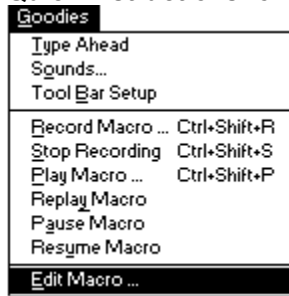 Goodies
Type Ahead
Sounds...
Tool Bar Setup
Record Macro ... Ctrl+Shift+R
Stop Recording Ctrl+Shift+S
Play Macro ... Ctrl+Shift+P
Replay Macro
Pause Macro
Resume Macro
Edit Macro ...